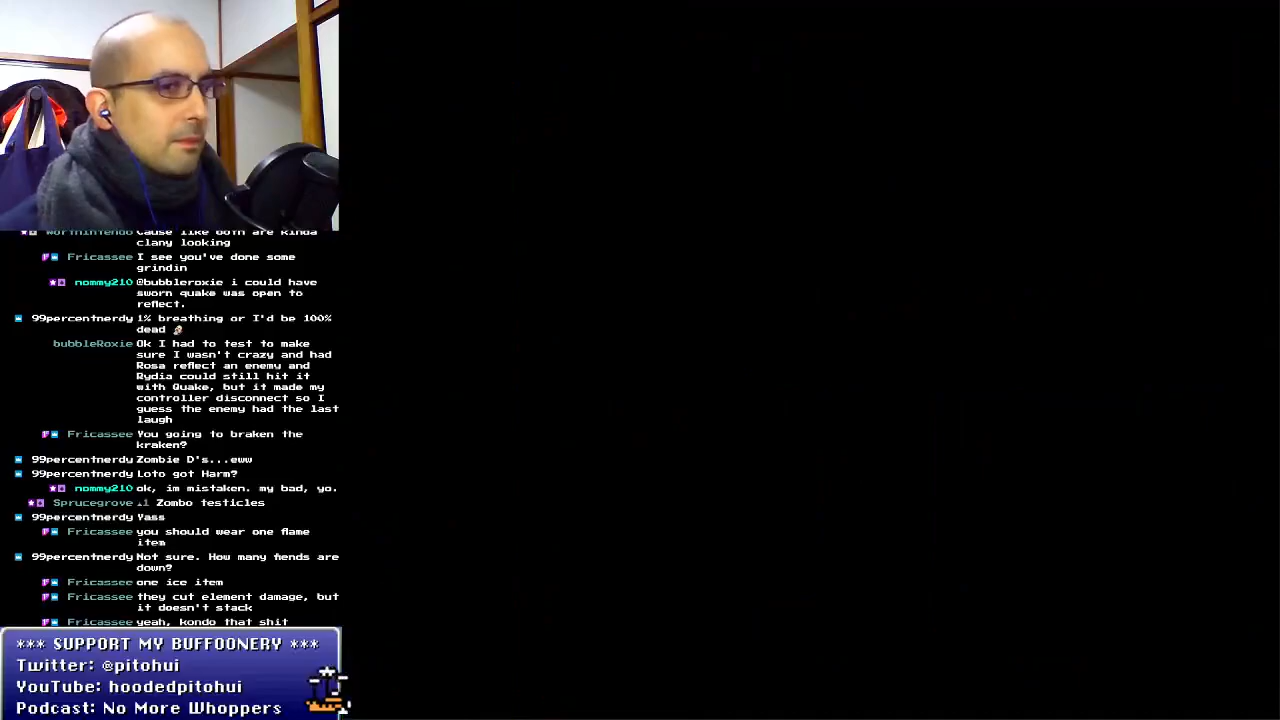 Cause like both are kinda
clany looking
Fricassee I see you've done some
grindin
nommy210 @bubbleroxie i could have
sworn quake was open to
reflect.
99percentnerdy 1% breathing or I'd be 100%
dead
bubbleRoxie Ok I had to test to make
sure I wasn't crazy and had
Rosa reflect an enemy and
Rydia could still hit it
with Quake, but it made my
controller disconnect so I
guess the enemy had the last
laugh
Fricassee You going to braken the
kraken?
99percentnerdy Zombie D's...eww
99percentnerdy Loto got Harm?
nommy210 ok, im mistaken. my bad, yo.
Sprucegrove Zombo testicles
99percentnerdy Yass
Fricassee you should wear one flame
item
99percentnerdy Not sure. How many fiends are
down?
Fricassee one ice item
Fricassee they cut element damage, but
it doesn't stack
Fricassee yeah, kondo that shit
*** SUPPORT MY BUFFOONERY ***
Twitter: @pitohui
YouTube: hoodedpitohui
Podcast: No More Whoppers